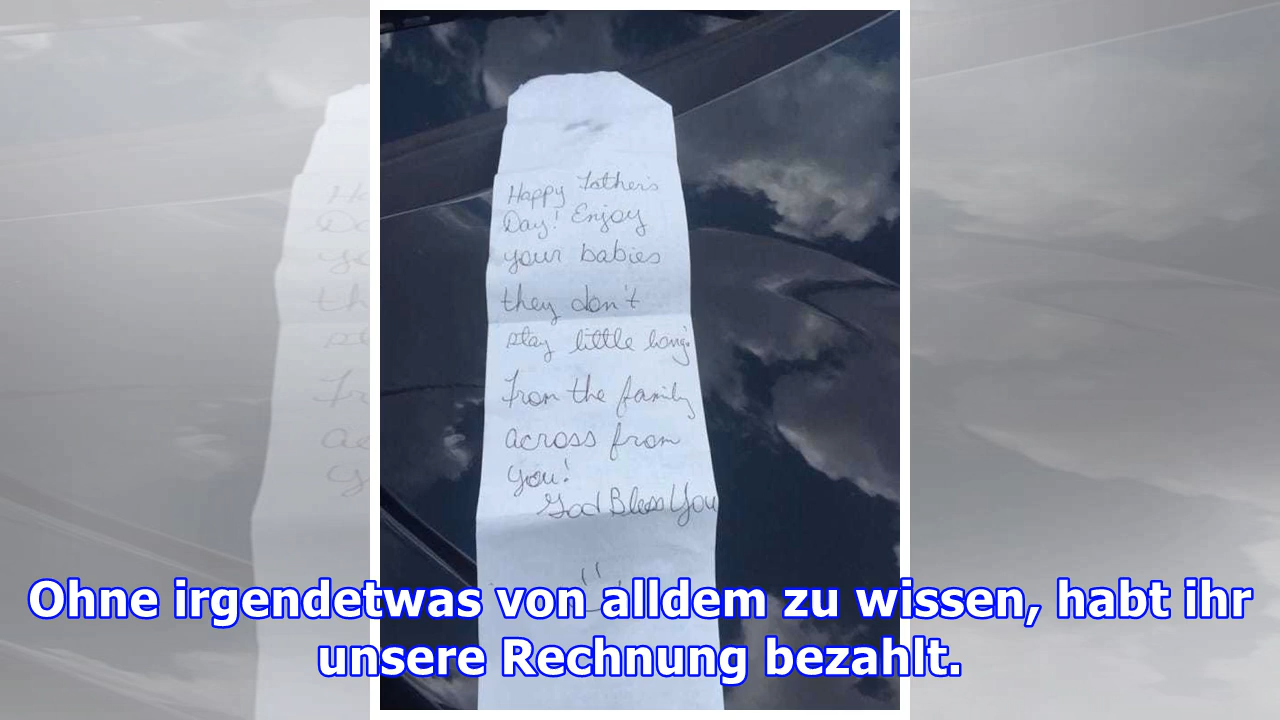 Happy Father's
Day! Enjoy
your babies
they don't
stay little long!
From the family
across from
you!
God Bless You
Ohne irgendetwas von alldem zu wissen, habt ihr
unsere Rechnung bezahlt.